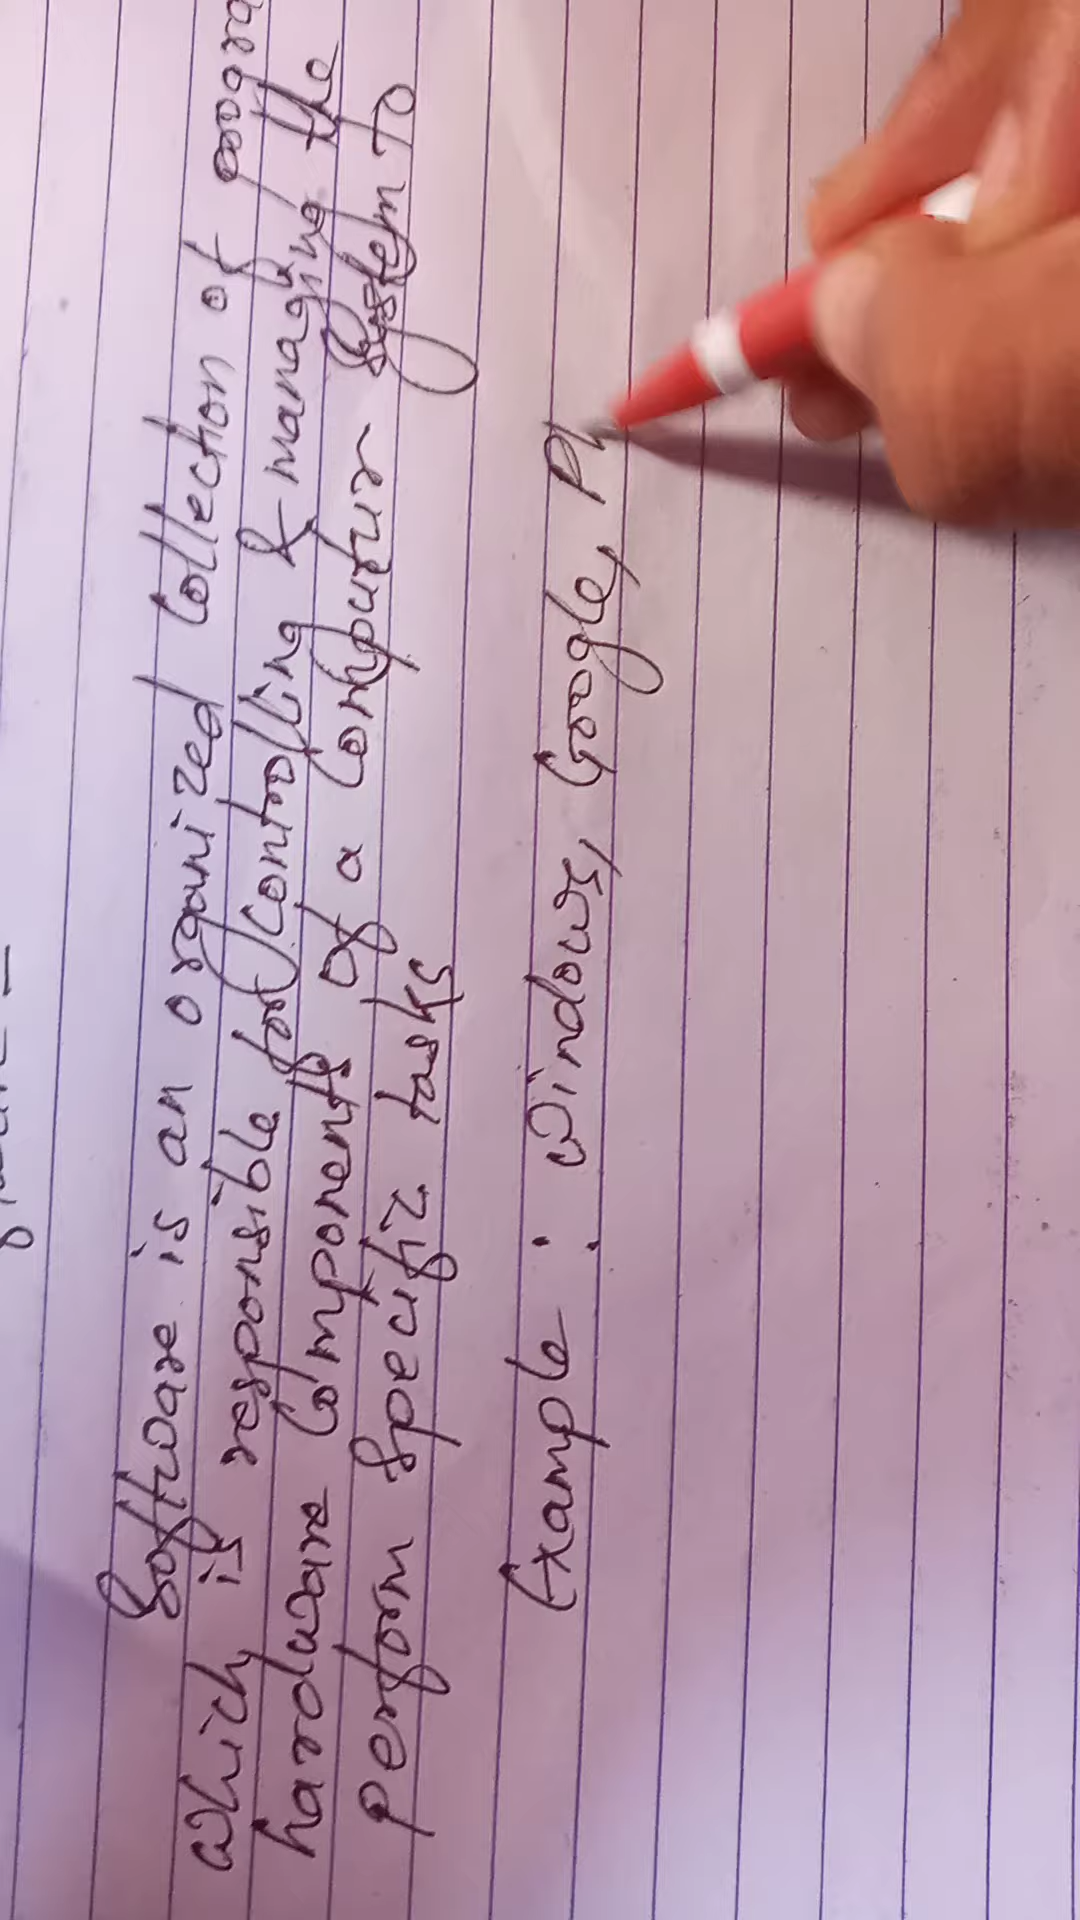 Software is an organized collection of
which is responsible for controlling & managing the
hardware components of a computer system To
perform specific tasks
Example : Windows, Google, Ph